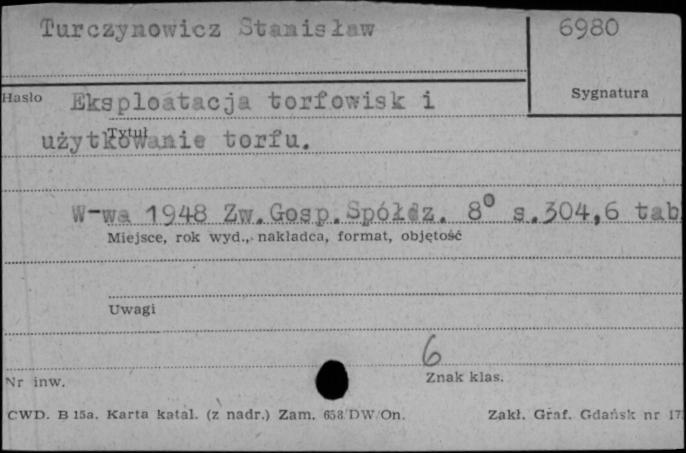 Turczynowicz Stanisław
6980
Hasło
Sygnatura
Eksploatacja torfowisk i
Tytuł
użytkowanie torfu.
W-wa 1948 Zw.Gosp.Spółdz. 8° s.304,6 tab
Miejsce, rok wyd., nakładca, format, objętość
Uwagi
6
Nr inw.
Znak klas.
CWD. B 15a. Karta katal. (z nadr.) Zam. 658/DW/On.
Zakł. Graf. Gdańsk nr 17